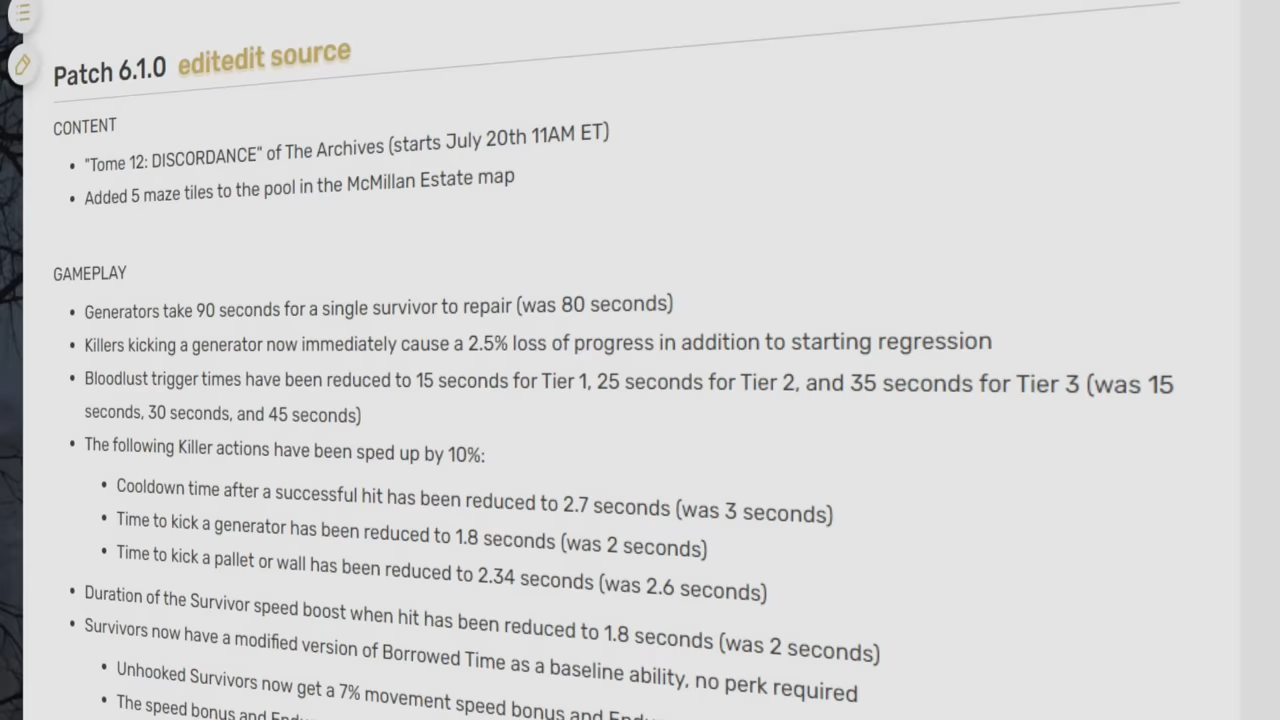 Patch 6.1.0 editedit source
CONTENT
• "Tome 12: DISCORDANCE" of The Archives (starts July 20th 11AM ET)
• Added 5 maze tiles to the pool in the McMillan Estate map
GAMEPLAY
• Generators take 90 seconds for a single survivor to repair (was 80 seconds)
• Killers kicking a generator now immediately cause a 2.5% loss of progress in addition to starting regression
• Bloodlust trigger times have been reduced to 15 seconds for Tier 1, 25 seconds for Tier 2, and 35 seconds for Tier 3 (was 15
seconds, 30 seconds, and 45 seconds)
• The following Killer actions have been sped up by 10%:
• Cooldown time after a successful hit has been reduced to 2.7 seconds (was 3 seconds)
• Time to kick a generator has been reduced to 1.8 seconds (was 2 seconds)
• Time to kick a pallet or wall has been reduced to 2.34 seconds (was 2.6 seconds)
• Duration of the Survivor speed boost when hit has been reduced to 1.8 seconds (was 2 seconds)
• Survivors now have a modified version of Borrowed Time as a baseline ability, no perk required
• Unhooked Survivors now get a 7% movement speed bonus and
• The speed bonus and